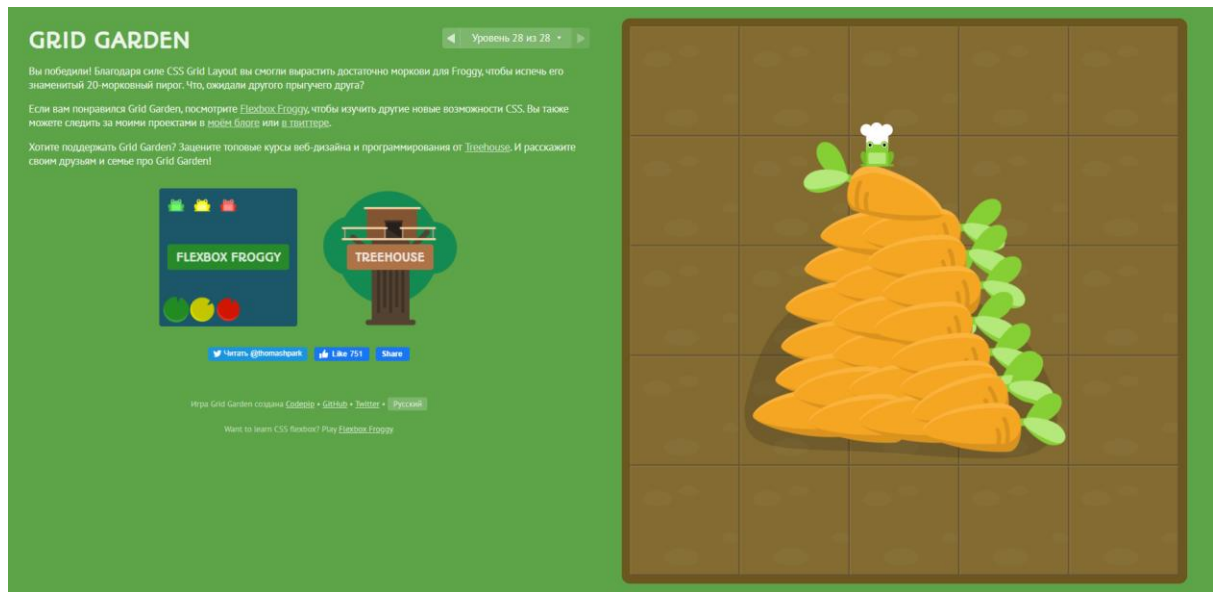 GRID GARDEN
Уровень 28 из 28
Вы победили! Благодаря силе CSS Grid Layout вы смогли вырастить достаточно моркови для Froggy, чтобы испечь его
знаменитый 20-морковный пирог. Что, ожидали другого прыгучего друга?
Если вам понравился Grid Garden, посмотрите Flexbox Froggy, чтобы изучить другие новые возможности CSS. Вы также
можете следить за моими проектами в моём блоге или в твиттере.
Хотите поддержать Grid Garden? Зацените топовые курсы веб-дизайна и программирования от Treehouse. И расскажите
своим друзьям и семье про Grid Garden!
FLEXBOX FROGGY
TREEHOUSE
Читать @thomashpark Like 751 Share
Игра Grid Garden создана Codepip • GitHub • Twitter • Русский
Want to learn CSS flexbox? Play Flexbox Froggy